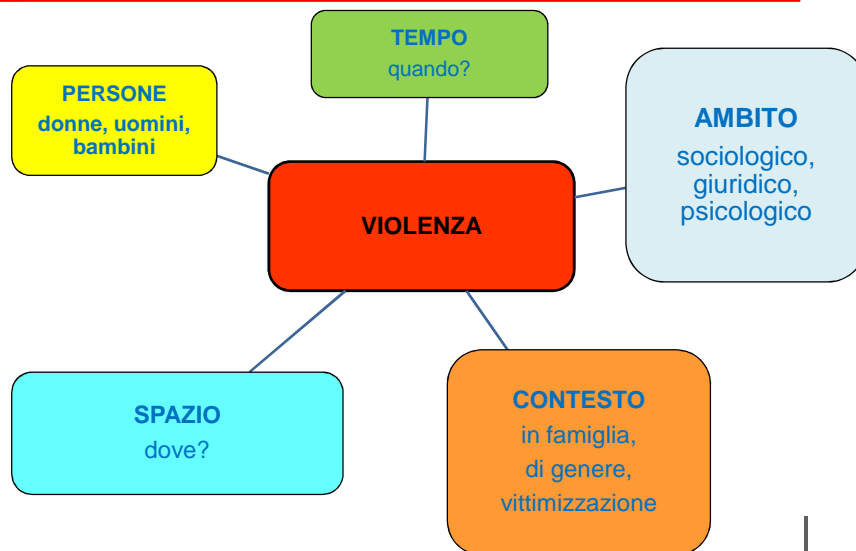 TEMPO
quando?
PERSONE
donne, uomini,
bambini
AMBITO
sociologico,
giuridico,
psicologico
VIOLENZA
SPAZIO
dove?
CONTESTO
in famiglia,
di genere,
vittimizzazione